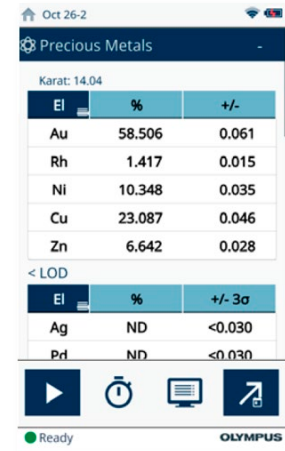 Oct 26-2
Precious Metals -
Karat: 14.04
El % +/-
Au 58.506 0.061
Rh 1.417 0.015
Ni 10.348 0.035
Cu 23.087 0.046
Zn 6.642 0.028
< LOD
El % +/- 3σ
Ag ND <0.030
Pd ND <0.030
Ready OLYMPUS